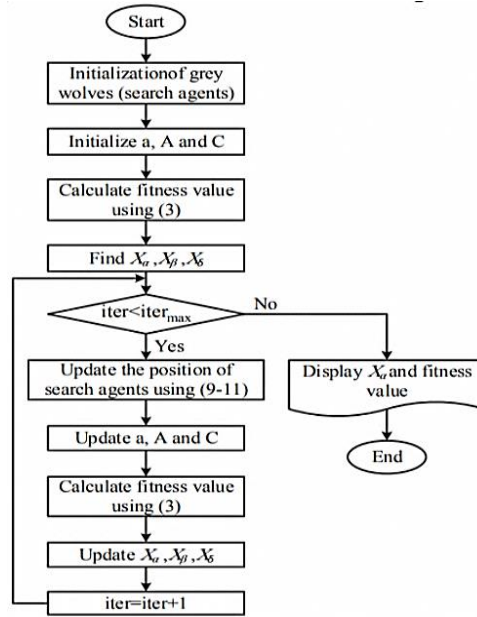 Start
Initializationof grey
wolves (search agents)
Initialize a, A and C
Calculate fitness value
using (3)
Find Xα ,Xβ ,Xδ
iter<iter_max
No
Yes
Update the position of
search agents using (9-11)
Display Xα and fitness
value
Update a, A and C
End
Calculate fitness value
using (3)
Update Xα ,Xβ ,Xδ
iter=iter+1